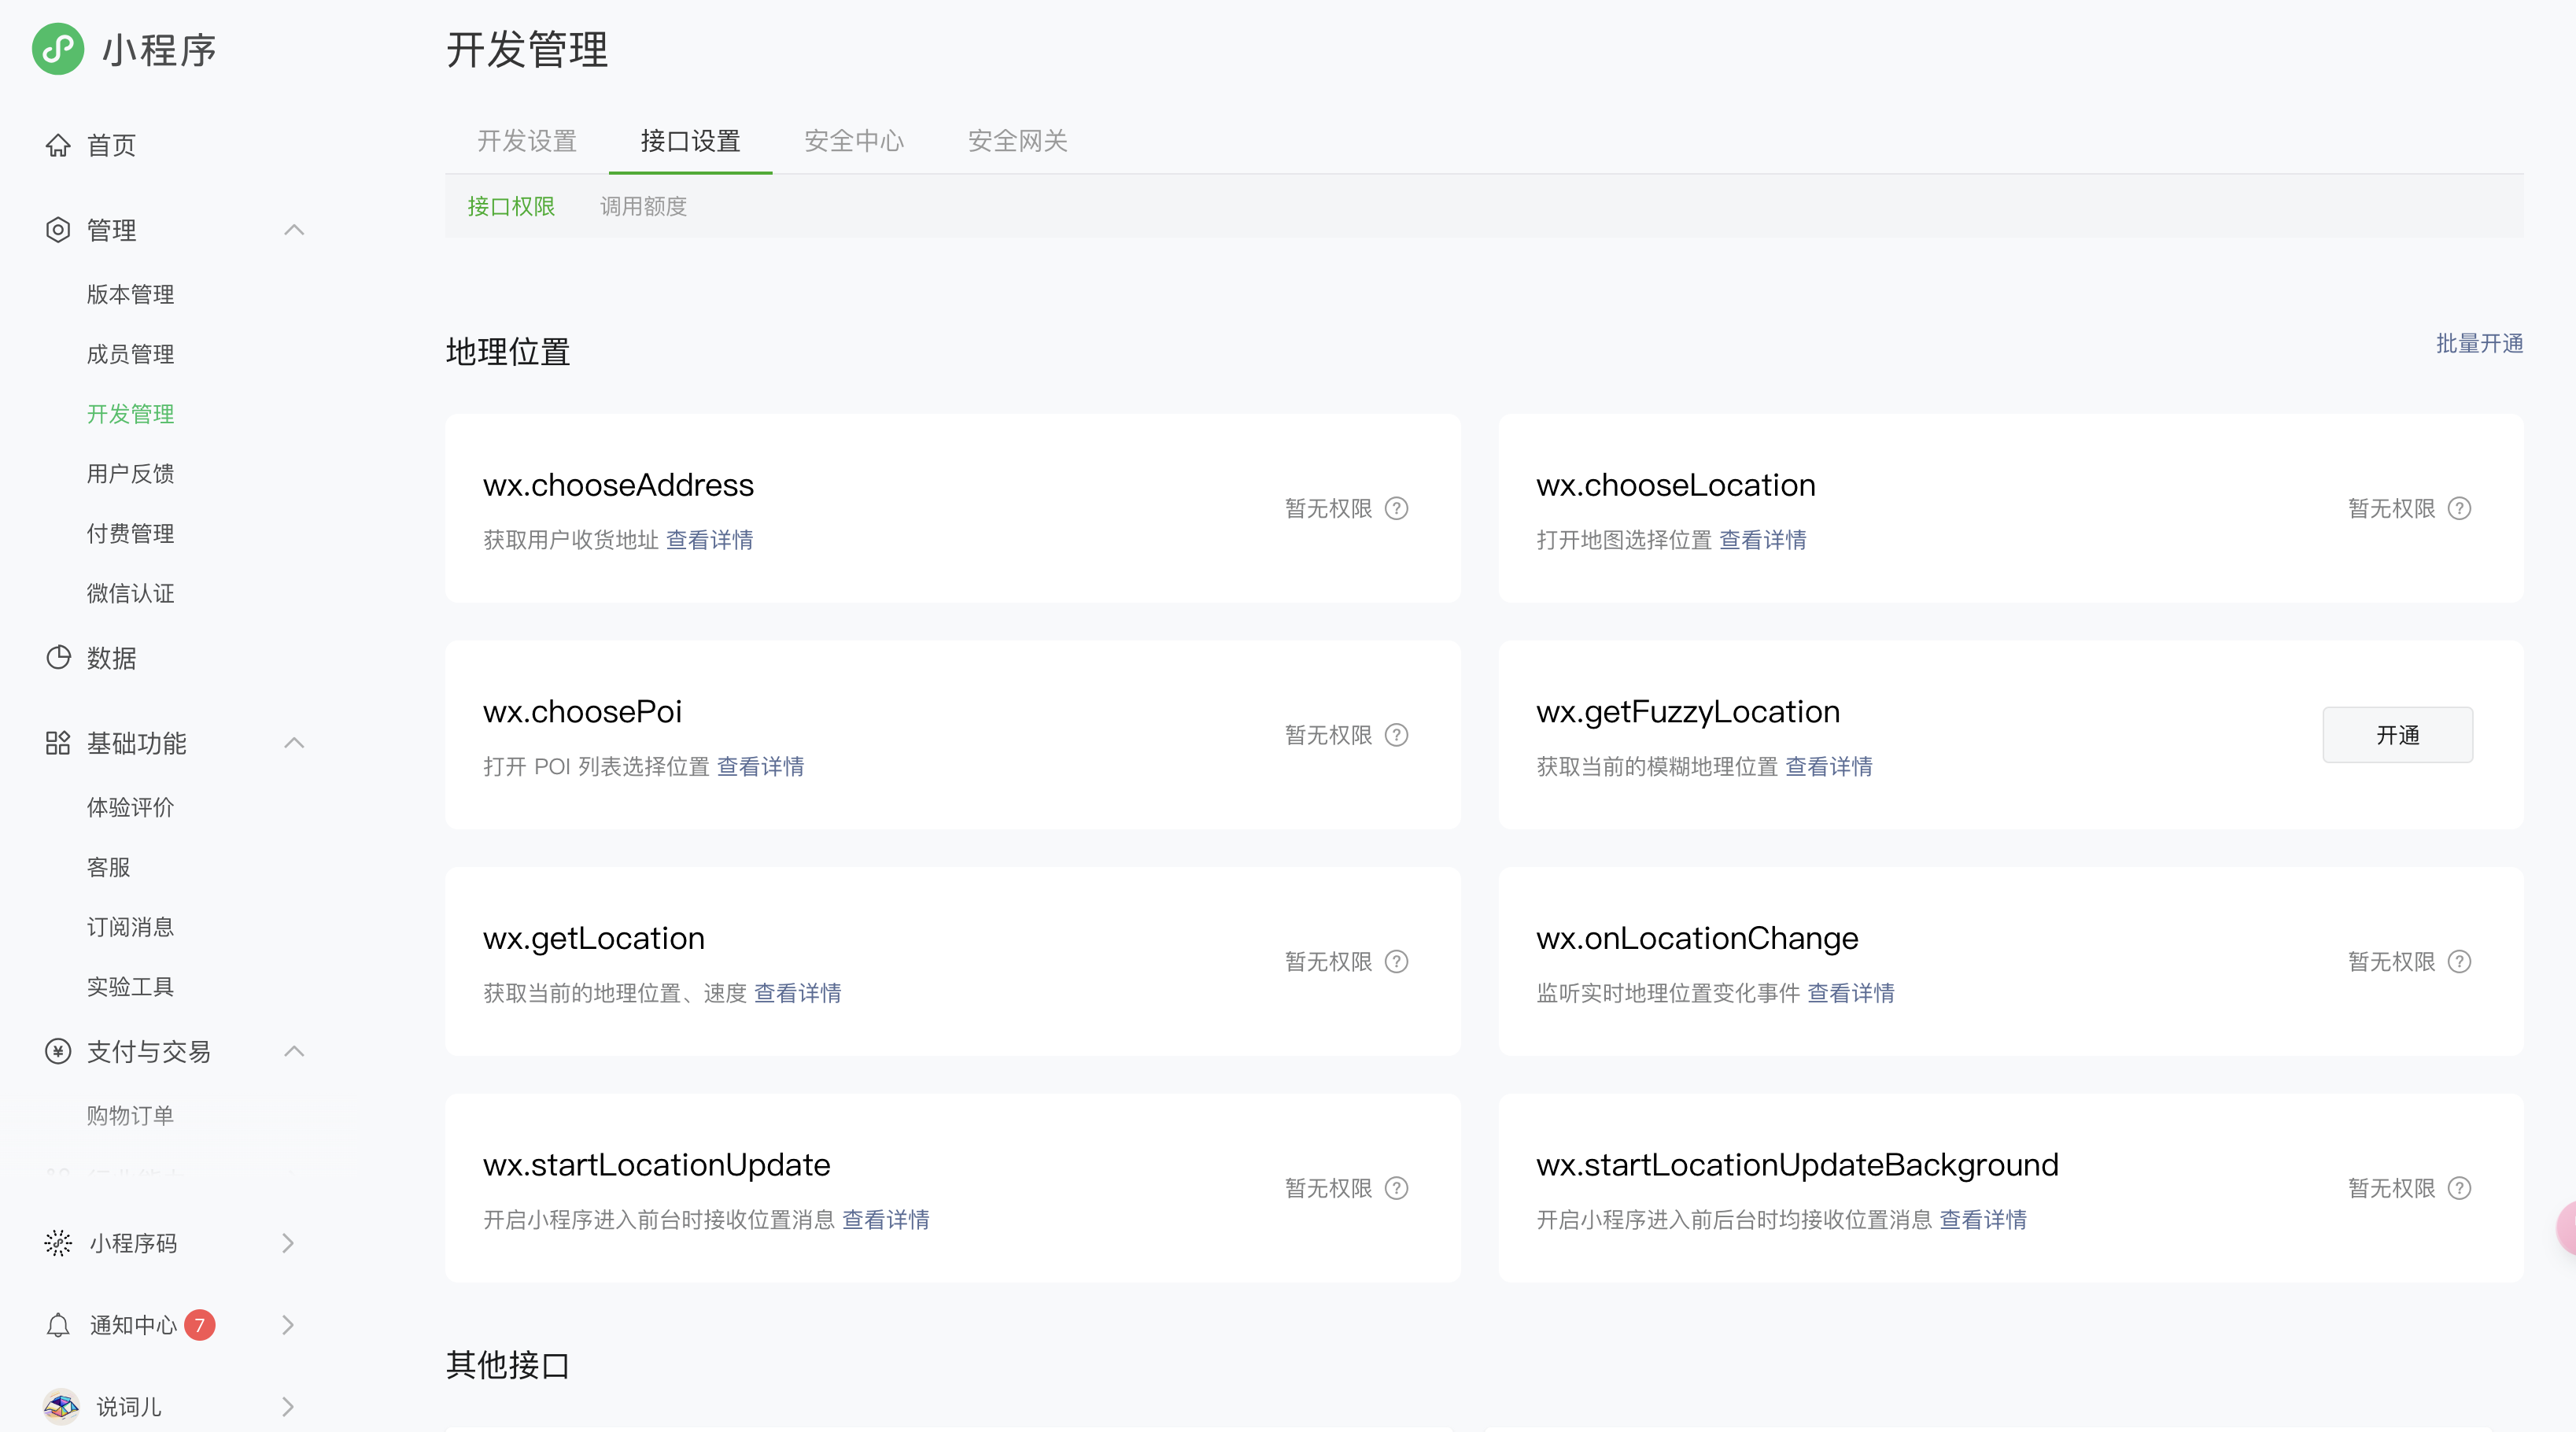 小程序
首页
管理
版本管理
成员管理
开发管理
用户反馈
付费管理
微信认证
数据
基础功能
体验评价
客服
订阅消息
实验工具
支付与交易
购物订单
小程序码
通知中心 7
说词儿
开发管理
开发设置 接口设置 安全中心 安全网关
接口权限 调用额度
地理位置
批量开通
wx.chooseAddress
获取用户收货地址 查看详情
暂无权限
wx.chooseLocation
打开地图选择位置 查看详情
暂无权限
wx.choosePoi
打开 POI 列表选择位置 查看详情
暂无权限
wx.getFuzzyLocation
获取当前的模糊地理位置 查看详情
开通
wx.getLocation
获取当前的地理位置、速度 查看详情
暂无权限
wx.onLocationChange
监听实时地理位置变化事件 查看详情
暂无权限
wx.startLocationUpdate
开启小程序进入前台时接收位置消息 查看详情
暂无权限
wx.startLocationUpdateBackground
开启小程序进入前后台时均接收位置消息 查看详情
暂无权限
其他接口